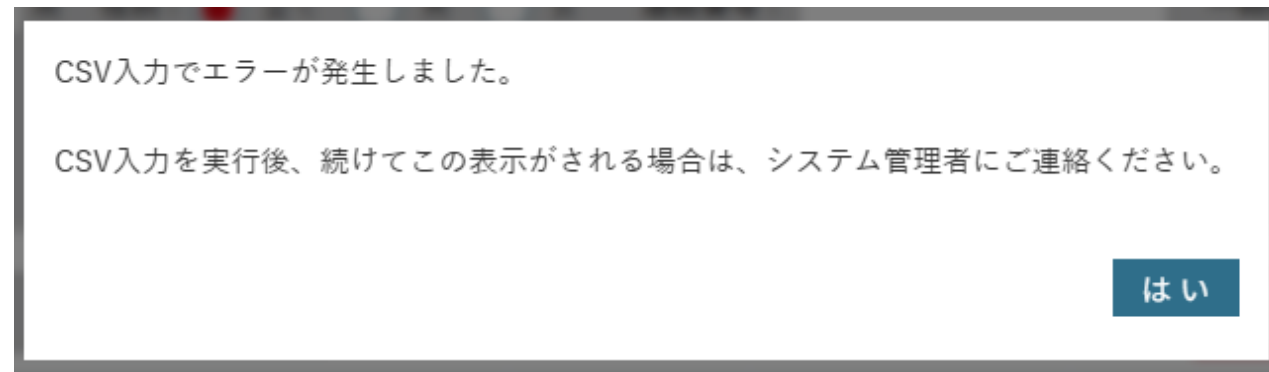 CSV入力でエラーが発生しました。
CSV入力を実行後、続けてこの表示がされる場合は、システム管理者にご連絡ください。
はい